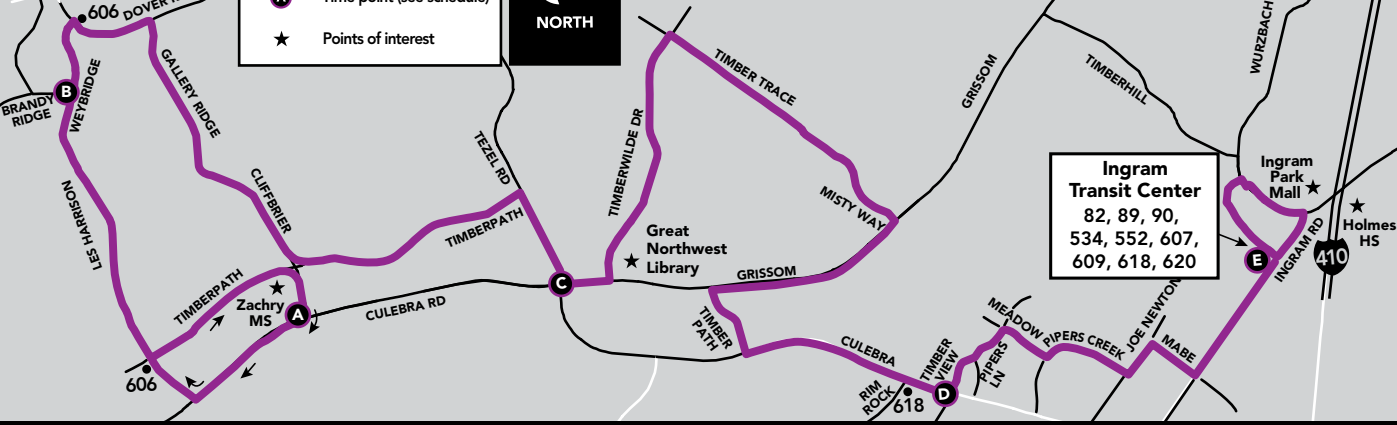 606
DOVER
Time point (see schedule)
Points of interest
NORTH
BRANDY
RIDGE
B
WEYBRIDGE
GALLERY RIDGE
CLIFFBRIER
LES HARRISON
TIMBERPATH
606
Zachry
MS
A
CULEBRA RD
TIMBERPATH
TEZEL RD
C
TIMBERWILDE DR
Great
Northwest
Library
TIMBER TRACE
MISTY WAY
GRISSOM
GRISSOM
TIMBER
PATH
CULEBRA
RIM
ROCK
618
D
TIMBER
VIEW
PIPERS
LN
MEADOW
PIPERS CREEK
JOE NEWTON
MABE
TIMBERHILL
WURZBACH
Ingram
Transit Center
82, 89, 90,
534, 552, 607,
609, 618, 620
E
Ingram
Park
Mall
INGRAM RD
410
Holmes
HS